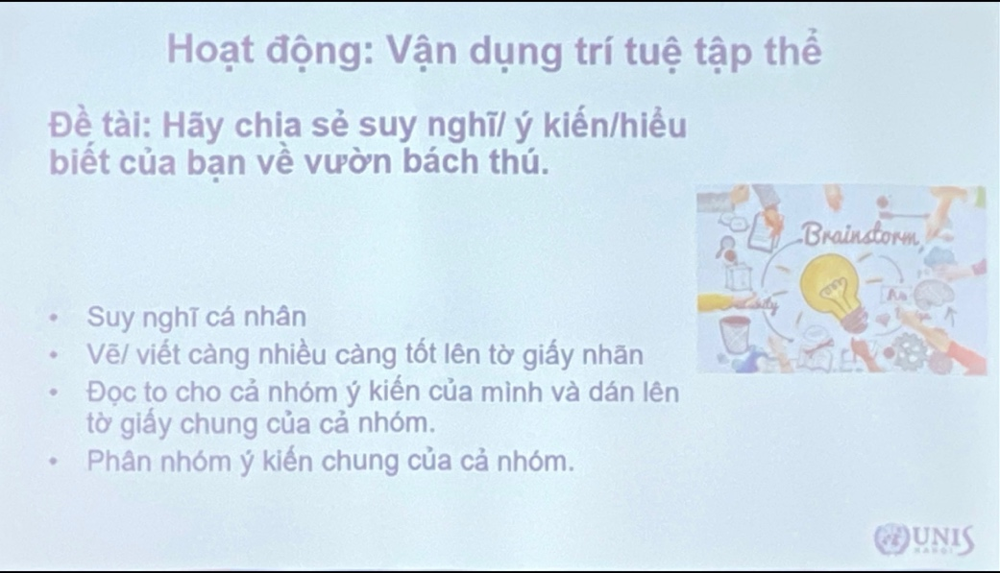 Hoạt động: Vận dụng trí tuệ tập thể
Đề tài: Hãy chia sẻ suy nghĩ/ ý kiến/hiểu
biết của bạn về vườn bách thú.
Brainstorm
• Suy nghĩ cá nhân
• Vẽ/ viết càng nhiều càng tốt lên tờ giấy nhãn
• Đọc to cho cả nhóm ý kiến của mình và dán lên
tờ giấy chung của cả nhóm.
• Phân nhóm ý kiến chung của cả nhóm.
UNIS
HANOI